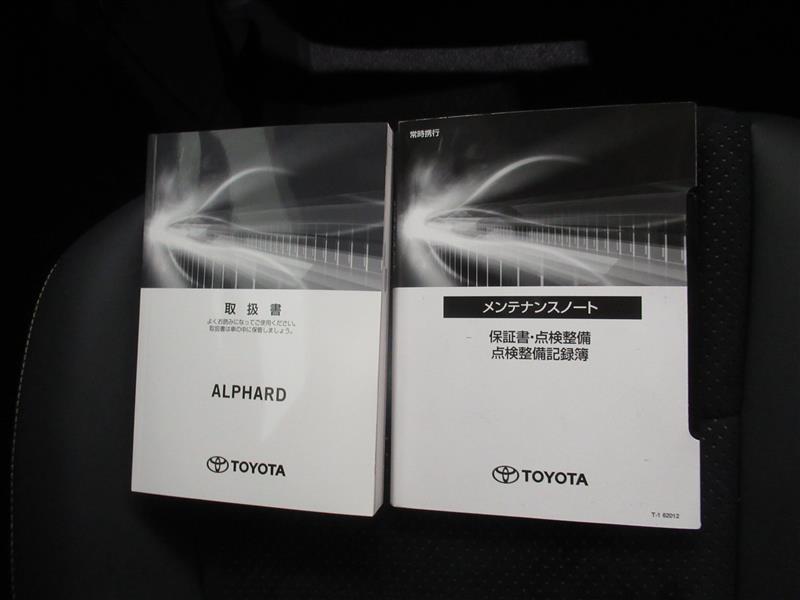 取扱書
よくお読みになってご使用ください。
取扱書は車の中に保管しましょう。
ALPHARD
TOYOTA
常時携行
メンテナンスノート
保証書・点検整備
点検整備記録簿
TOYOTA
T-1 62012